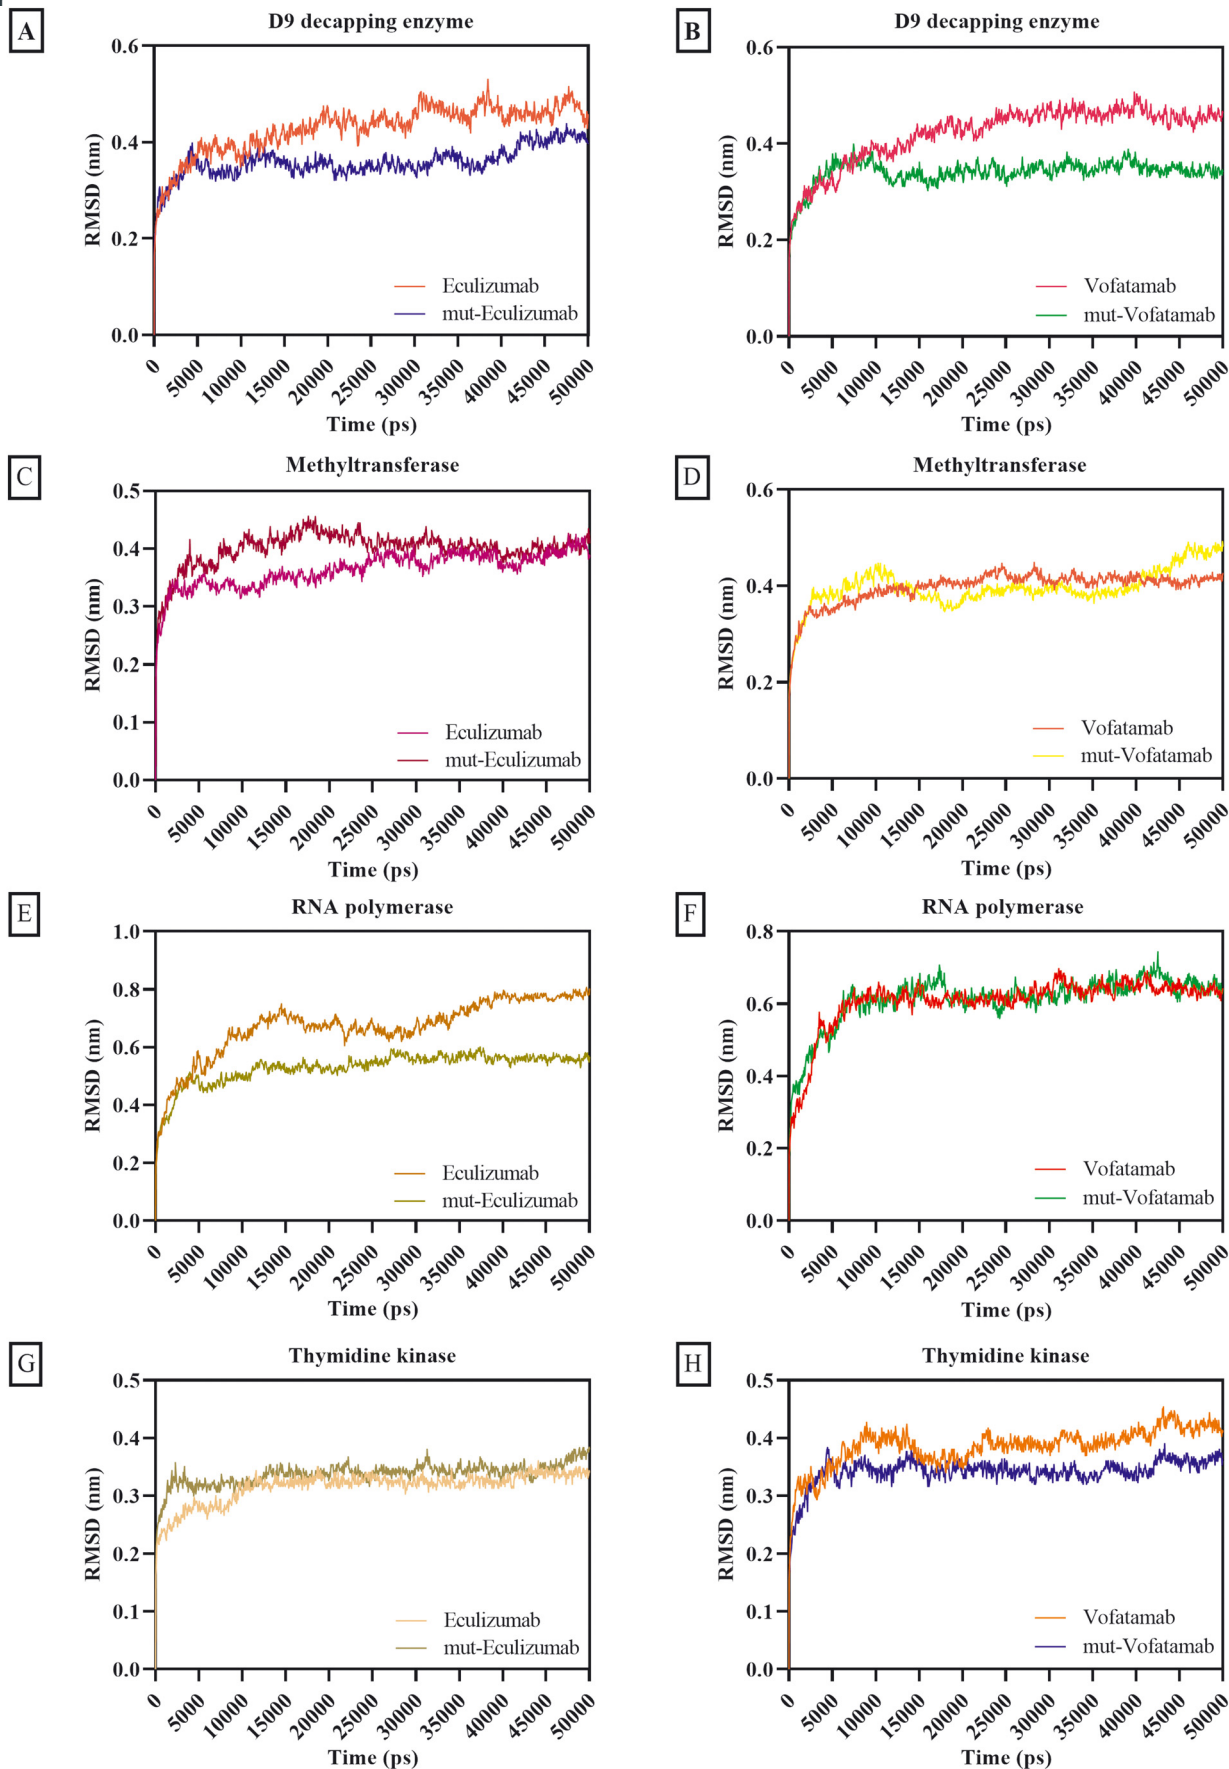 A
D9 decapping enzyme
0.6
0.4
0.2
0.0
RMSD (nm)
Eculizumab
mut-Eculizumab
0 5000 10000 15000 20000 25000 30000 35000 40000 45000 50000
Time (ps)
B
D9 decapping enzyme
0.6
0.4
0.2
0.0
RMSD (nm)
Vofatamab
mut-Vofatamab
0 5000 10000 15000 20000 25000 30000 35000 40000 45000 50000
Time (ps)
C
Methyltransferase
0.5
0.4
0.3
0.2
0.1
0.0
RMSD (nm)
Eculizumab
mut-Eculizumab
0 5000 10000 15000 20000 25000 30000 35000 40000 45000 50000
Time (ps)
D
Methyltransferase
0.6
0.4
0.2
0.0
RMSD (nm)
Vofatamab
mut-Vofatamab
0 5000 10000 15000 20000 25000 30000 35000 40000 45000 50000
Time (ps)
E
RNA polymerase
1.0
0.8
0.6
0.4
0.2
0.0
RMSD (nm)
Eculizumab
mut-Eculizumab
0 5000 10000 15000 20000 25000 30000 35000 40000 45000 50000
Time (ps)
F
RNA polymerase
0.8
0.6
0.4
0.2
0.0
RMSD (nm)
Vofatamab
mut-Vofatamab
0 5000 10000 15000 20000 25000 30000 35000 40000 45000 50000
Time (ps)
G
Thymidine kinase
0.5
0.4
0.3
0.2
0.1
0.0
RMSD (nm)
Eculizumab
mut-Eculizumab
0 5000 10000 15000 20000 25000 30000 35000 40000 45000 50000
Time (ps)
H
Thymidine kinase
0.5
0.4
0.3
0.2
0.1
0.0
RMSD (nm)
Vofatamab
mut-Vofatamab
0 5000 10000 15000 20000 25000 30000 35000 40000 45000 50000
Time (ps)